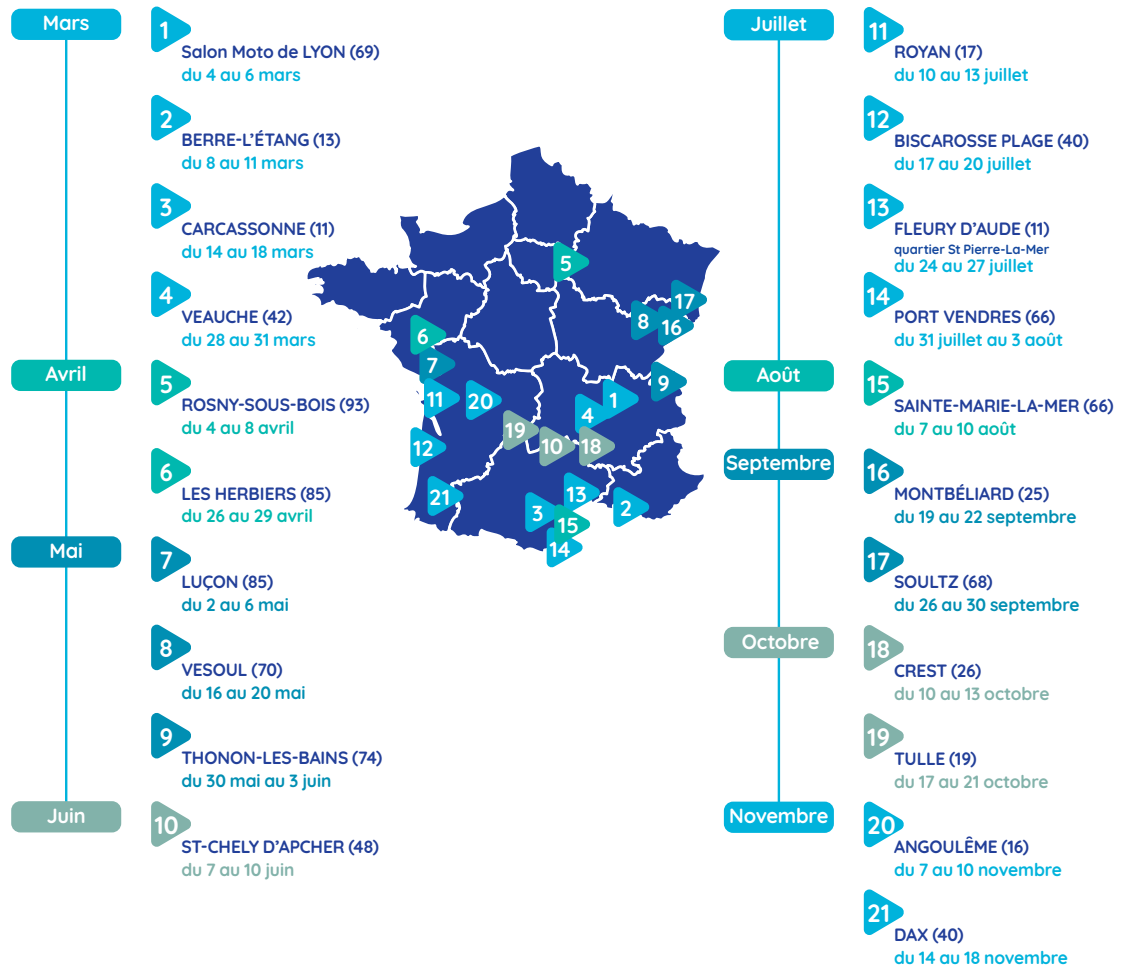 Mars
1
Salon Moto de LYON (69)
du 4 au 6 mars
2
BERRE-L'ÉTANG (13)
du 8 au 11 mars
3
CARCASSONNE (11)
du 14 au 18 mars
4
VEAUCHE (42)
du 28 au 31 mars
Avril
5
ROSNY-SOUS-BOIS (93)
du 4 au 8 avril
6
LES HERBIERS (85)
du 26 au 29 avril
Mai
7
LUÇON (85)
du 2 au 6 mai
8
VESOUL (70)
du 16 au 20 mai
9
THONON-LES-BAINS (74)
du 30 mai au 3 juin
Juin
10
ST-CHELY D'APCHER (48)
du 7 au 10 juin
5
17
8
16
6
7
9
11
20
1
4
19
10
18
12
21
13
3
2
15
14
Juillet
11
ROYAN (17)
du 10 au 13 juillet
12
BISCAROSSE PLAGE (40)
du 17 au 20 juillet
13
FLEURY D'AUDE (11)
quartier St Pierre-La-Mer
du 24 au 27 juillet
14
PORT VENDRES (66)
du 31 juillet au 3 août
Août
15
SAINTE-MARIE-LA-MER (66)
du 7 au 10 août
Septembre
16
MONTBÉLIARD (25)
du 19 au 22 septembre
17
SOULTZ (68)
du 26 au 30 septembre
Octobre
18
CREST (26)
du 10 au 13 octobre
19
TULLE (19)
du 17 au 21 octobre
Novembre
20
ANGOULÊME (16)
du 7 au 10 novembre
21
DAX (40)
du 14 au 18 novembre